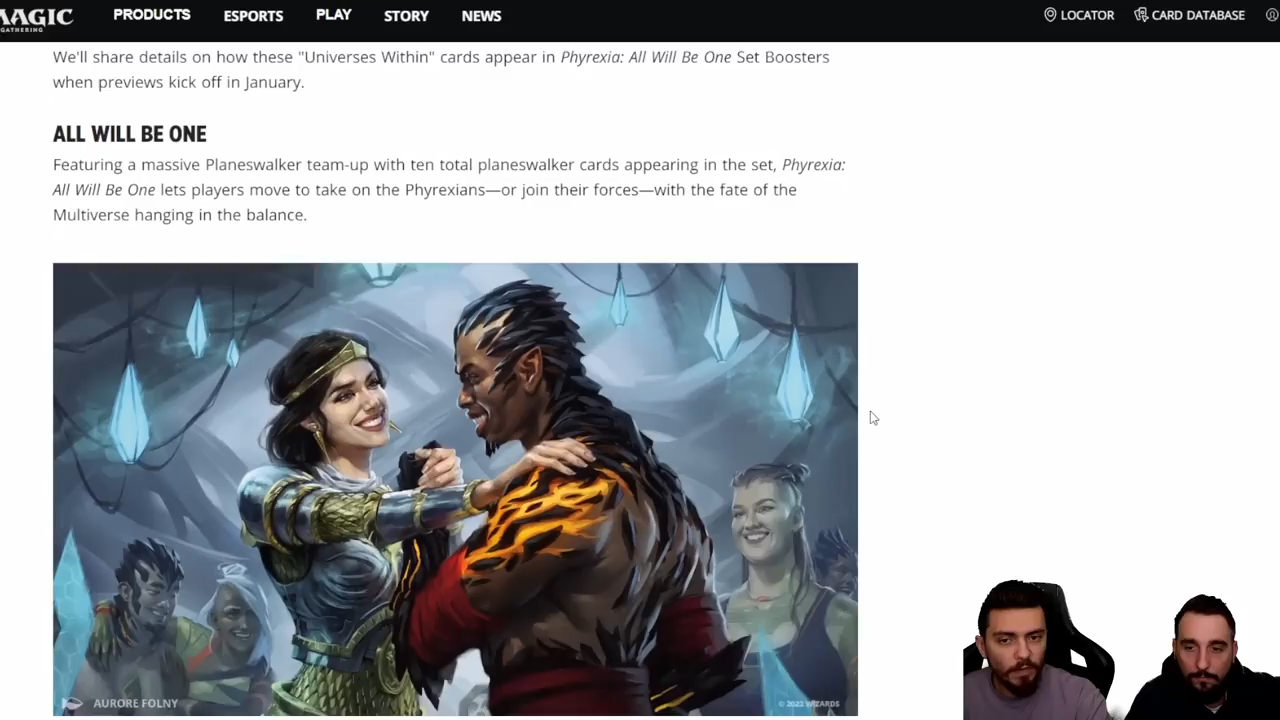 MAGIC
GATHERING
PRODUCTS ESPORTS PLAY STORY NEWS LOCATOR CARD DATABASE
We'll share details on how these "Universes Within" cards appear in Phyrexia: All Will Be One Set Boosters
when previews kick off in January.
ALL WILL BE ONE
Featuring a massive Planeswalker team-up with ten total planeswalker cards appearing in the set, Phyrexia:
All Will Be One lets players move to take on the Phyrexians—or join their forces—with the fate of the
Multiverse hanging in the balance.
AURORE FOLNY © 2022 WIZARDS